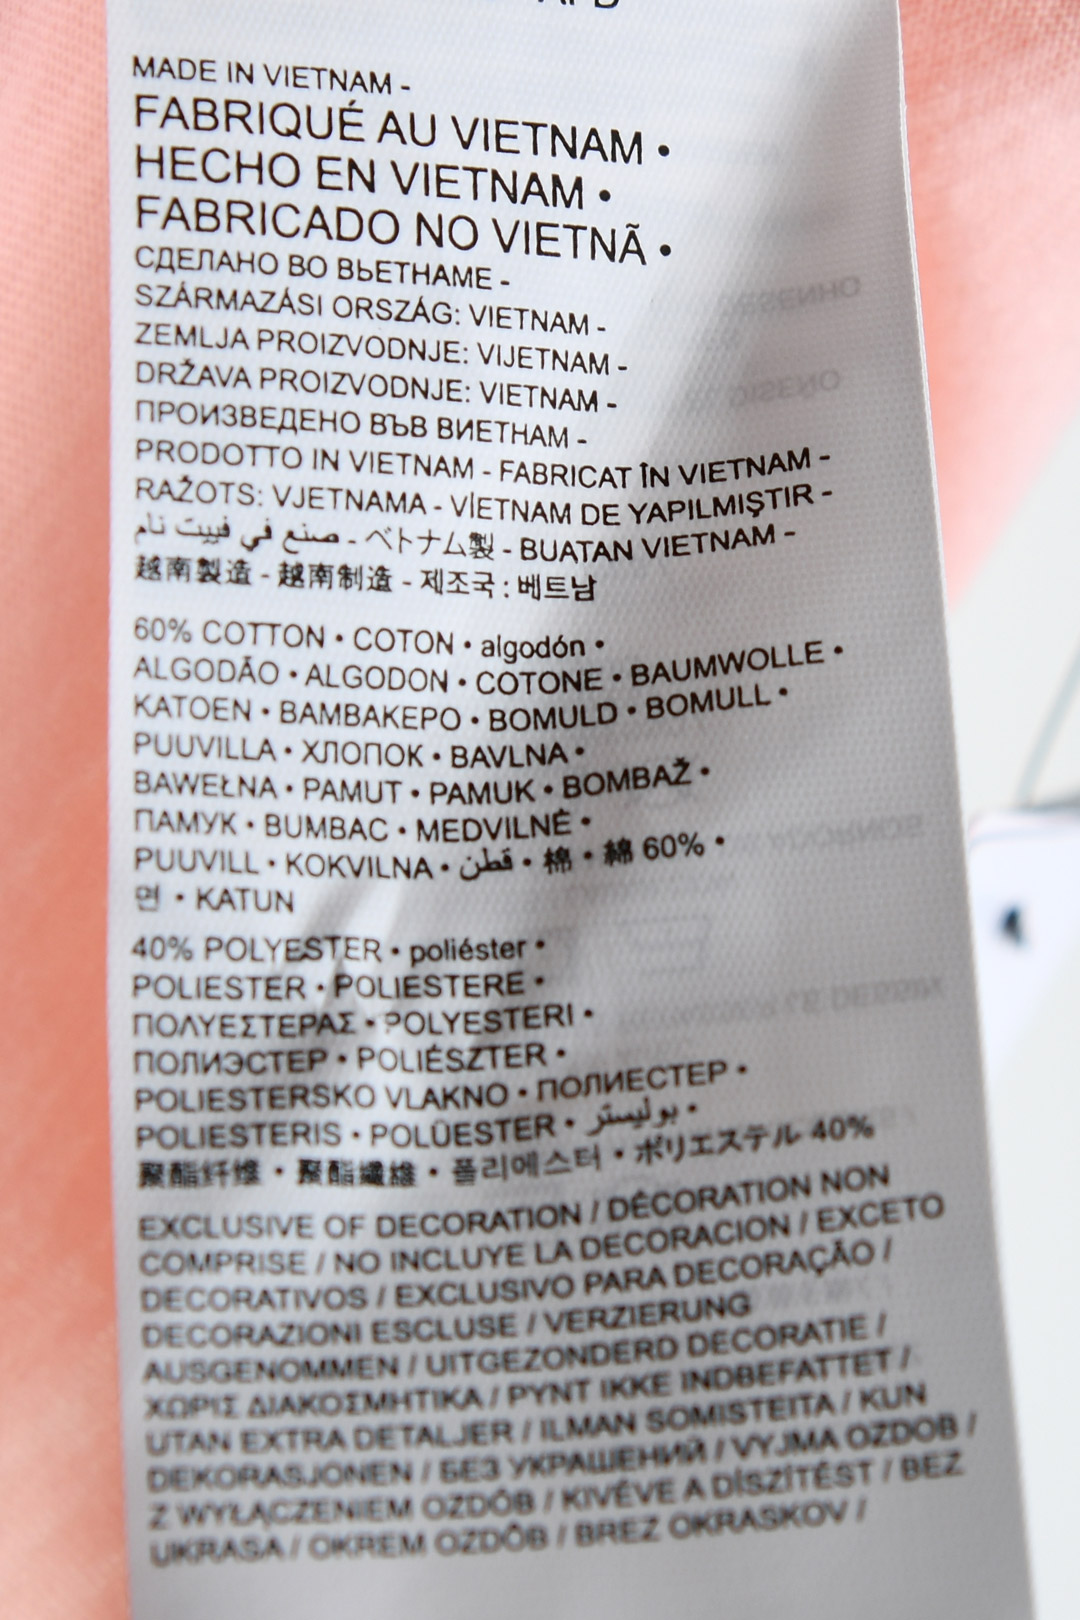 MADE IN VIETNAM -
FABRIQUÉ AU VIETNAM •
HECHO EN VIETNAM •
FABRICADO NO VIETNÃ •
СДЕЛАНО ВО ВЬЕТНАМЕ -
SZÁRMAZÁSI ORSZÁG: VIETNAM -
ZEMLJA PROIZVODNJE: VIJETNAM -
DRŽAVA PROIZVODNJE: VIETNAM -
ПРОИЗВЕДЕНО ВЪВ ВИЕТНАМ -
PRODOTTO IN VIETNAM - FABRICAT ÎN VIETNAM -
RAŽOTS: VJETNAMA - VİETNAM DE YAPILMIŞTIR -
صنع في فييت نام - ベトナム製 - BUATAN VIETNAM -
越南製造 - 越南制造 - 제조국 : 베트남
60% COTTON • COTON • algodón •
ALGODÃO • ALGODON • COTONE • BAUMWOLLE •
KATOEN • ΒΑΜΒΑΚΕΡΟ • BOMULD • BOMULL •
PUUVILLA • ХЛОПОК • BAVLNA •
BAWEŁNA • PAMUT • PAMUK • BOMBAŽ •
ПАМУК • BUMBAC • MEDVILNĖ •
PUUVILL • KOKVILNA • قطن • 棉 • 綿 60% •
면 • KATUN
40% POLYESTER • poliéster •
POLIESTER • POLIESTERE •
ΠΟΛΥΕΣΤΕΡΑΣ • POLYESTERI •
ПОЛИЭСТЕР • POLIÉSZTER •
POLIESTERSKO VLAKNO • ПОЛИЕСТЕР •
POLIESTERIS • POLÜESTER • بوليستر •
聚酯纤维 • 聚酯纖維 • 폴리에스터 • ポリエステル 40%
EXCLUSIVE OF DECORATION / DÉCORATION NON
COMPRISE / NO INCLUYE LA DECORACION / EXCETO
DECORATIVOS / EXCLUSIVO PARA DECORAÇÃO /
DECORAZIONI ESCLUSE / VERZIERUNG
AUSGENOMMEN / UITGEZONDERD DECORATIE /
ΧΩΡΙΣ ΔΙΑΚΟΣΜΗΤΙΚΑ / PYNT IKKE INDBEFATTET /
UTAN EXTRA DETALJER / ILMAN SOMISTEITA / KUN
DEKORASJONEN / БЕЗ УКРАШЕНИЙ / VYJMA OZDOB /
Z WYŁĄCZENIEM OZDÓB / KIVÉVE A DÍSZÍTÉST / BEZ
UKRASA / OKREM OZDÔB / BREZ OKRASKOV /